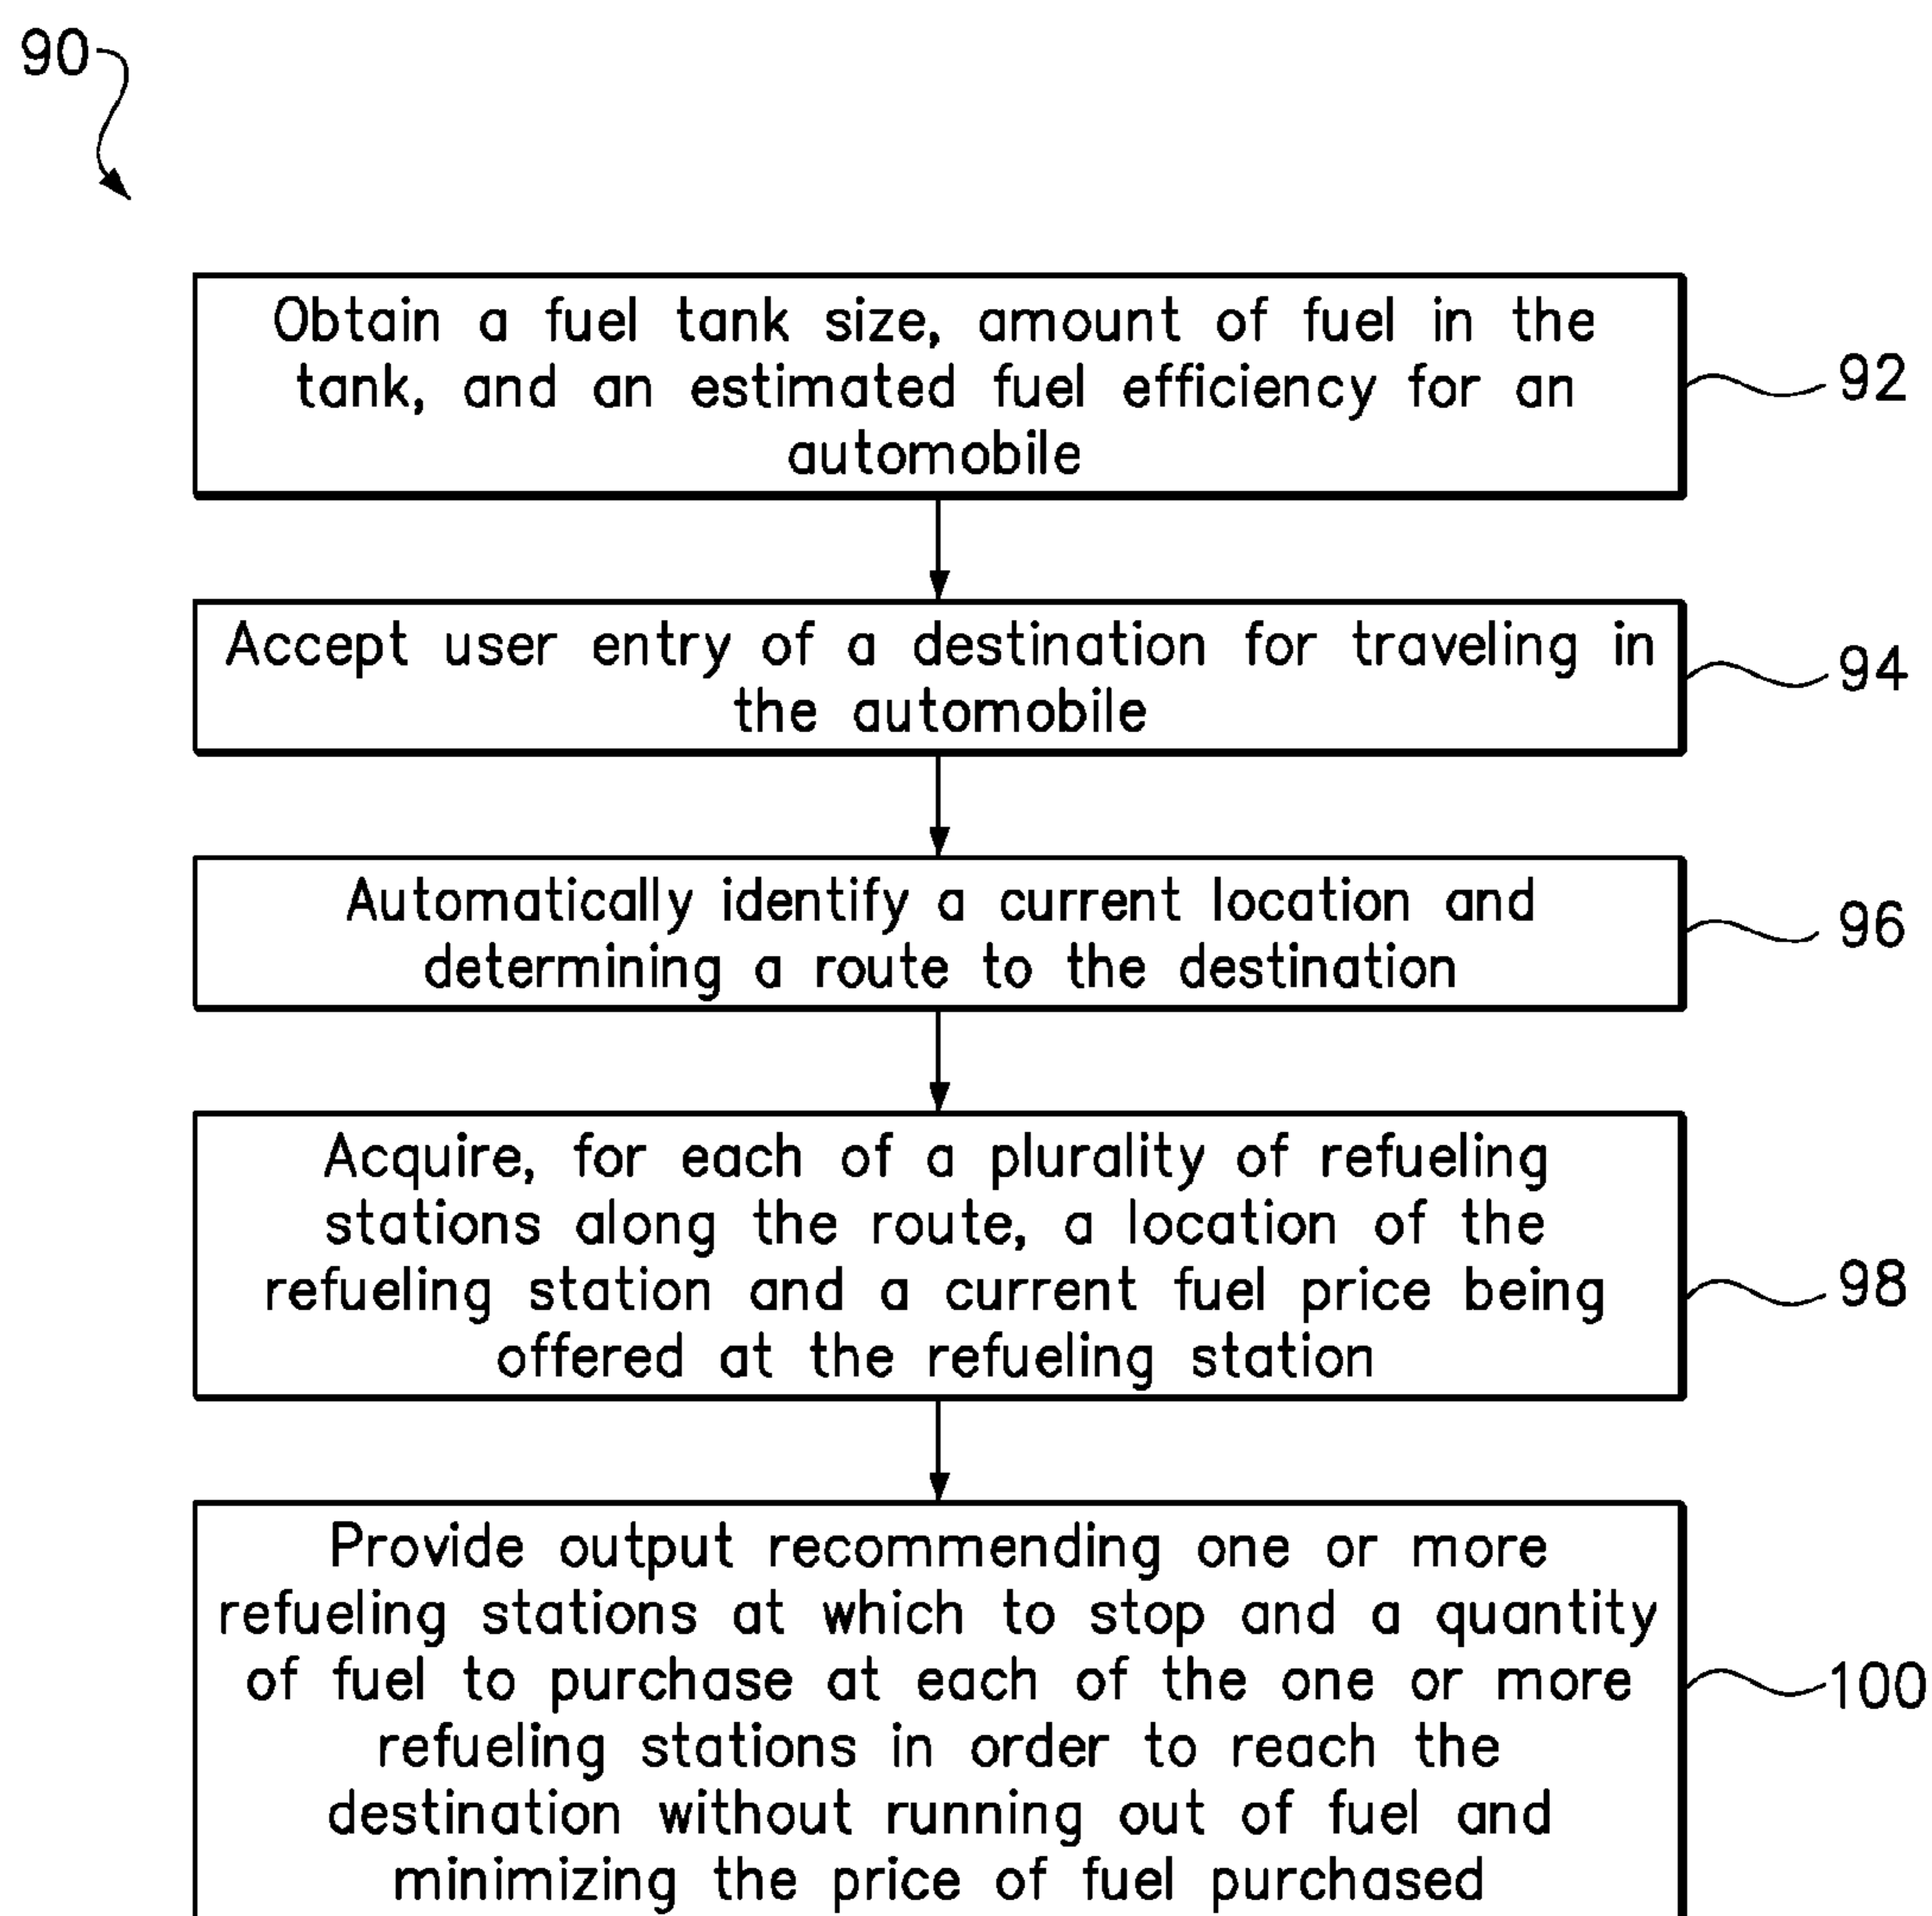 90
Obtain a fuel tank size, amount of fuel in the
tank, and an estimated fuel efficiency for an
automobile
92
Accept user entry of a destination for traveling in
the automobile
94
Automatically identify a current location and
determining a route to the destination
96
Acquire, for each of a plurality of refueling
stations along the route, a location of the
refueling station and a current fuel price being
offered at the refueling station
98
Provide output recommending one or more
refueling stations at which to stop and a quantity
of fuel to purchase at each of the one or more
refueling stations in order to reach the
destination without running out of fuel and
minimizing the price of fuel purchased
100